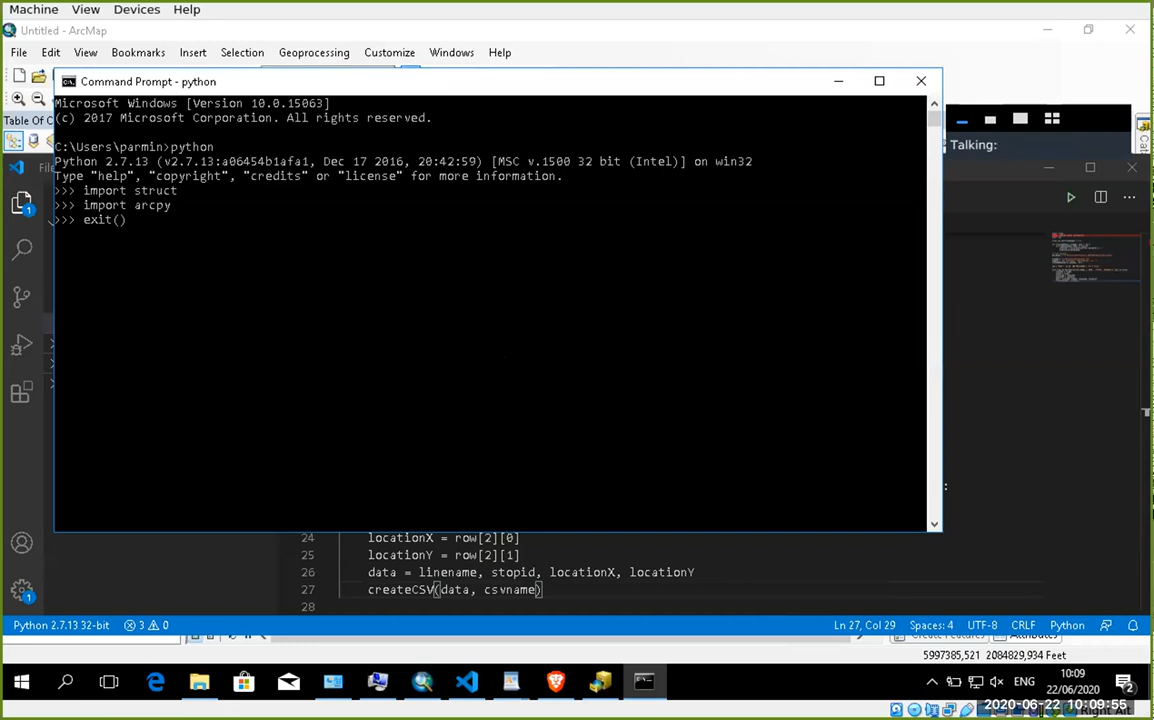 Machine View Devices Help
Untitled - ArcMap
File Edit View Bookmarks Insert Selection Geoprocessing Customize Windows Help
Command Prompt - python
Microsoft Windows [Version 10.0.15063]
(c) 2017 Microsoft Corporation. All rights reserved.
C:\Users\parmin>python
Python 2.7.13 (v2.7.13:a06454b1afa1, Dec 17 2016, 20:42:59) [MSC v.1500 32 bit (Intel)] on win32
Type "help", "copyright", "credits" or "license" for more information.
>>> import struct
>>> import arcpy
>>> exit()
Table Of C
Talking:
24 locationX = row[2][0]
25 locationY = row[2][1]
26 data = linename, stopid, locationX, locationY
27 createCSV(data, csvname)
28
Python 2.7.13 32-bit 3 0 Ln 27, Col 29 Spaces: 4 UTF-8 CRLF Python
5997385,521 2084829,934 Feet
ENG 10:09
22/06/2020 2
2020-06-22 10:09:55